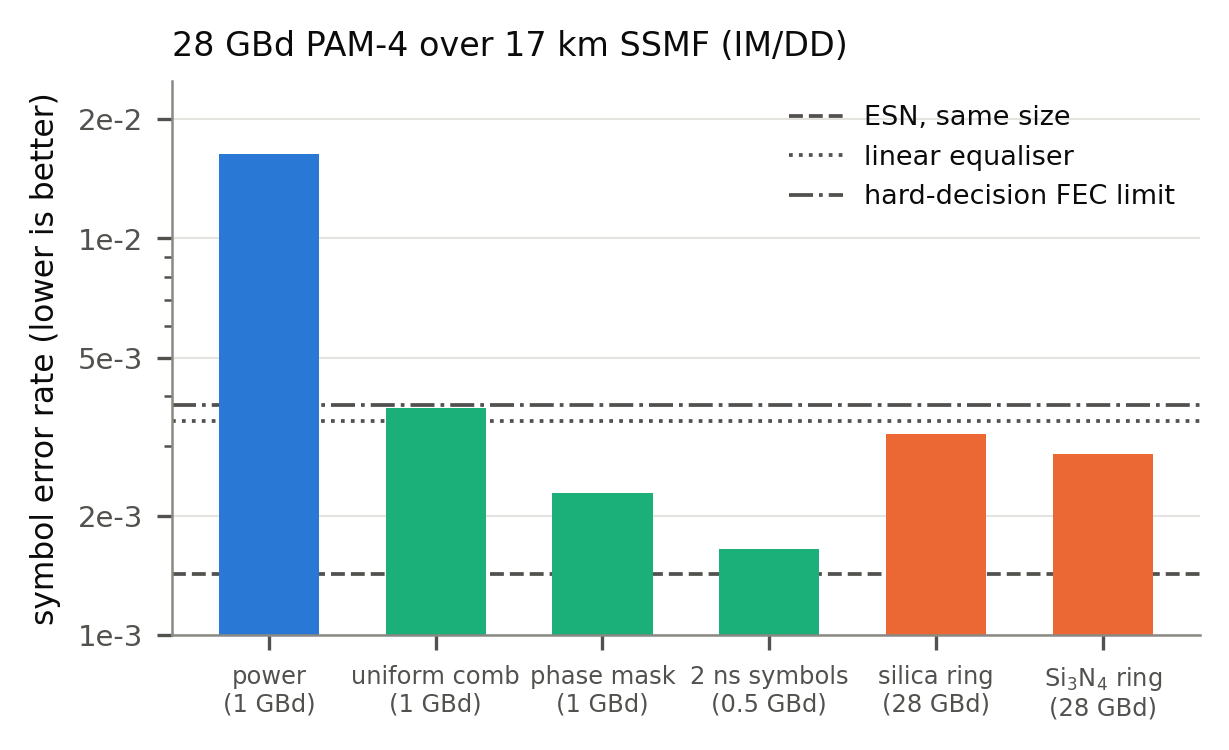 28 GBd PAM-4 over 17 km SSMF (IM/DD)
symbol error rate (lower is better)
2e-2
1e-2
5e-3
2e-3
1e-3
ESN, same size
linear equaliser
hard-decision FEC limit
power
(1 GBd)
uniform comb
(1 GBd)
phase mask
(1 GBd)
2 ns symbols
(0.5 GBd)
silica ring
(28 GBd)
Si₃N₄ ring
(28 GBd)